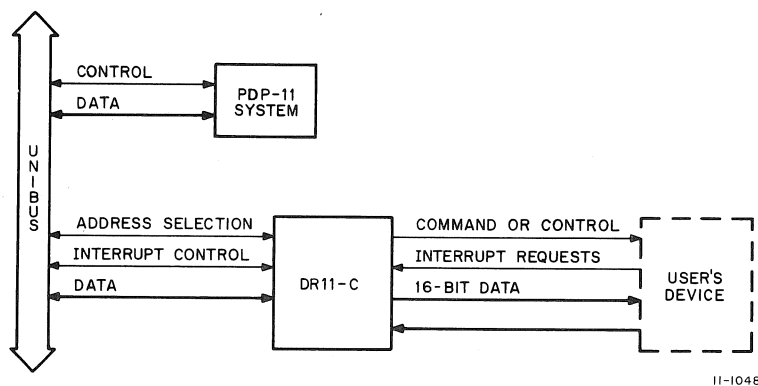 CONTROL
DATA
PDP-11
SYSTEM
UNIBUS
ADDRESS SELECTION
INTERRUPT CONTROL
DATA
DR11-C
COMMAND OR CONTROL
INTERRUPT REQUESTS
16-BIT DATA
USER'S
DEVICE
11-1048